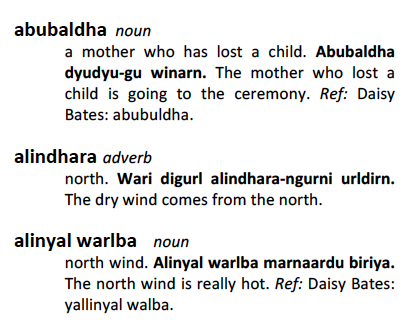 abubaldha noun
a mother who has lost a child. Abubaldha
dyudyu-gu winarn. The mother who lost a
child is going to the ceremony. Ref: Daisy
Bates: abubuldha.
alindhara adverb
north. Wari digurl alindhara-ngurni urldirn.
The dry wind comes from the north.
alinyal warlba noun
north wind. Alinyal warlba marnaardu biriya.
The north wind is really hot. Ref: Daisy Bates:
yallinyal walba.